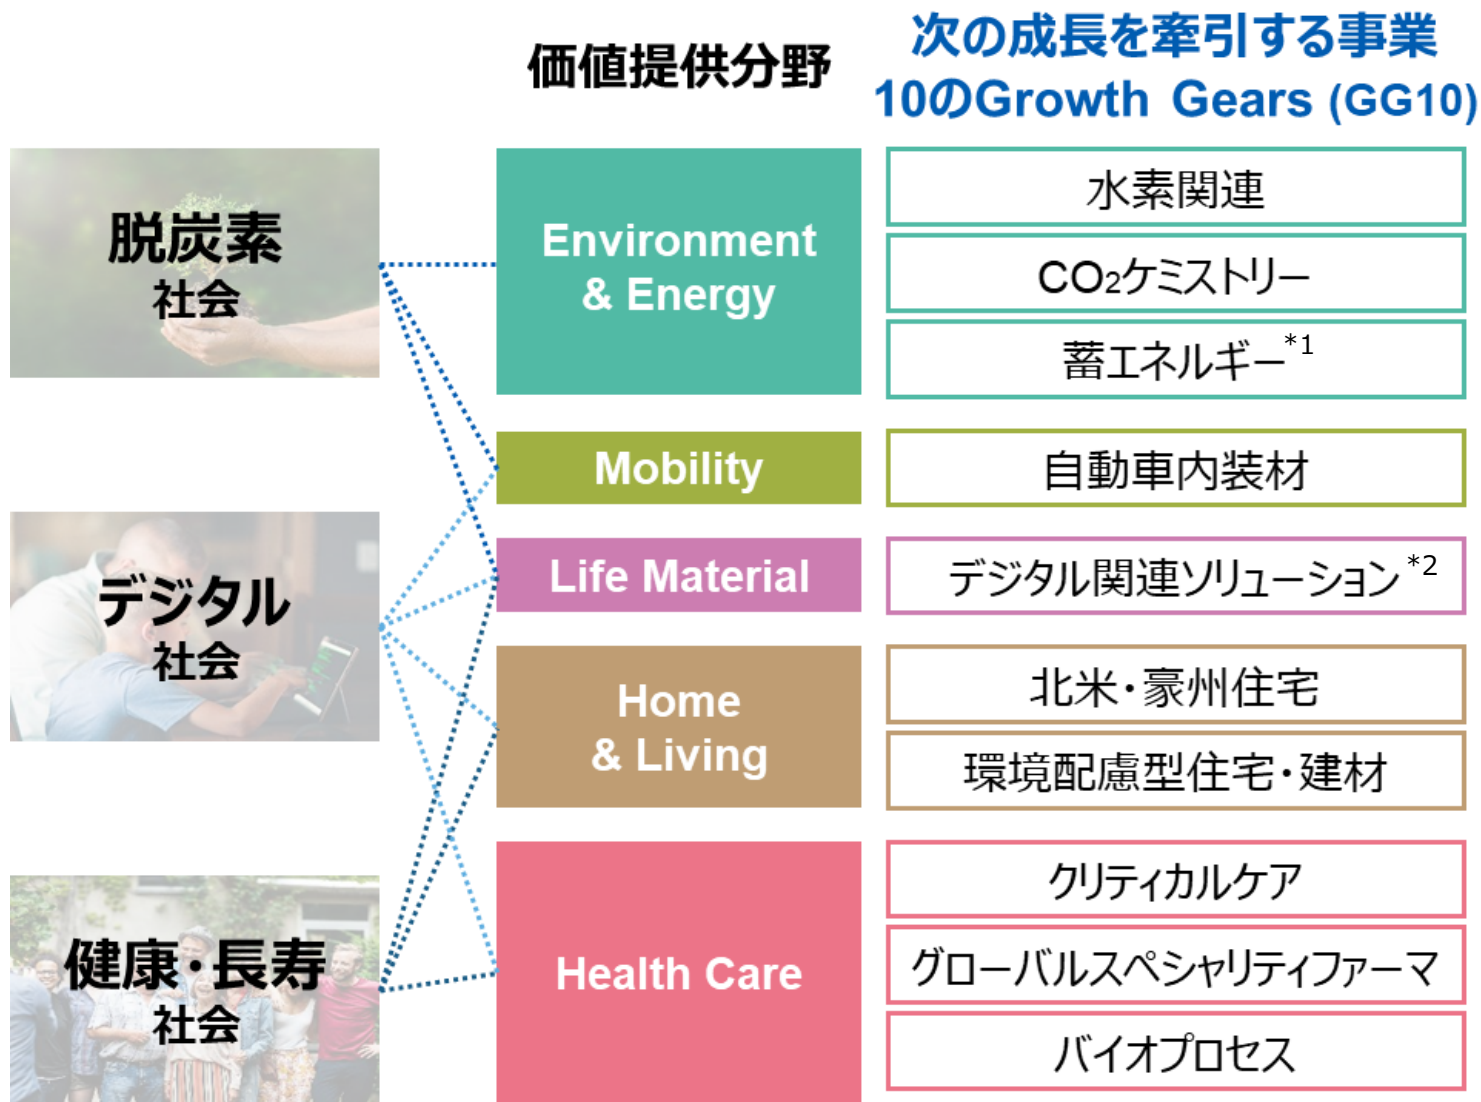 価値提供分野
次の成長を牽引する事業
10のGrowth Gears (GG10)
脱炭素
社会
デジタル
社会
健康・長寿
社会
Environment
& Energy
水素関連
CO₂ケミストリー
蓄エネルギー*1
Mobility
自動車内装材
Life Material
デジタル関連ソリューション*2
Home
& Living
北米・豪州住宅
環境配慮型住宅・建材
Health Care
クリティカルケア
グローバルスペシャリティファーマ
バイオプロセス